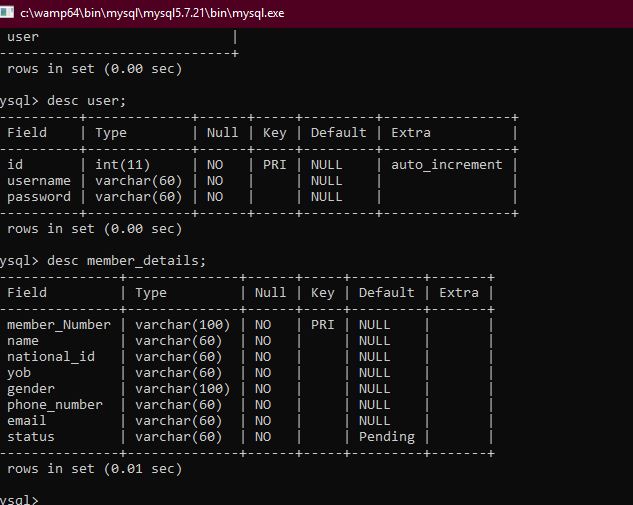 c:\wamp64\bin\mysql\mysql5.7.21\bin\mysql.exe
user                            |
--------------------------------+
rows in set (0.00 sec)
ysql> desc user;
---------+-------------+------+-----+---------+----------------+
Field    | Type        | Null | Key | Default | Extra          |
---------+-------------+------+-----+---------+----------------+
id       | int(11)     | NO   | PRI | NULL    | auto_increment |
username | varchar(60) | NO   |     | NULL    |                |
password | varchar(60) | NO   |     | NULL    |                |
---------+-------------+------+-----+---------+----------------+
rows in set (0.00 sec)
ysql> desc member_details;
---------------+--------------+------+-----+---------+-------+
Field         | Type         | Null | Key | Default | Extra |
---------------+--------------+------+-----+---------+-------+
member_Number | varchar(100) | NO   | PRI | NULL    |       |
name          | varchar(60)  | NO   |     | NULL    |       |
national_id   | varchar(60)  | NO   |     | NULL    |       |
yob           | varchar(60)  | NO   |     | NULL    |       |
gender        | varchar(100) | NO   |     | NULL    |       |
phone_number  | varchar(60)  | NO   |     | NULL    |       |
email         | varchar(60)  | NO   |     | NULL    |       |
status        | varchar(60)  | NO   |     | Pending |       |
---------------+--------------+------+-----+---------+-------+
rows in set (0.01 sec)
ysql>